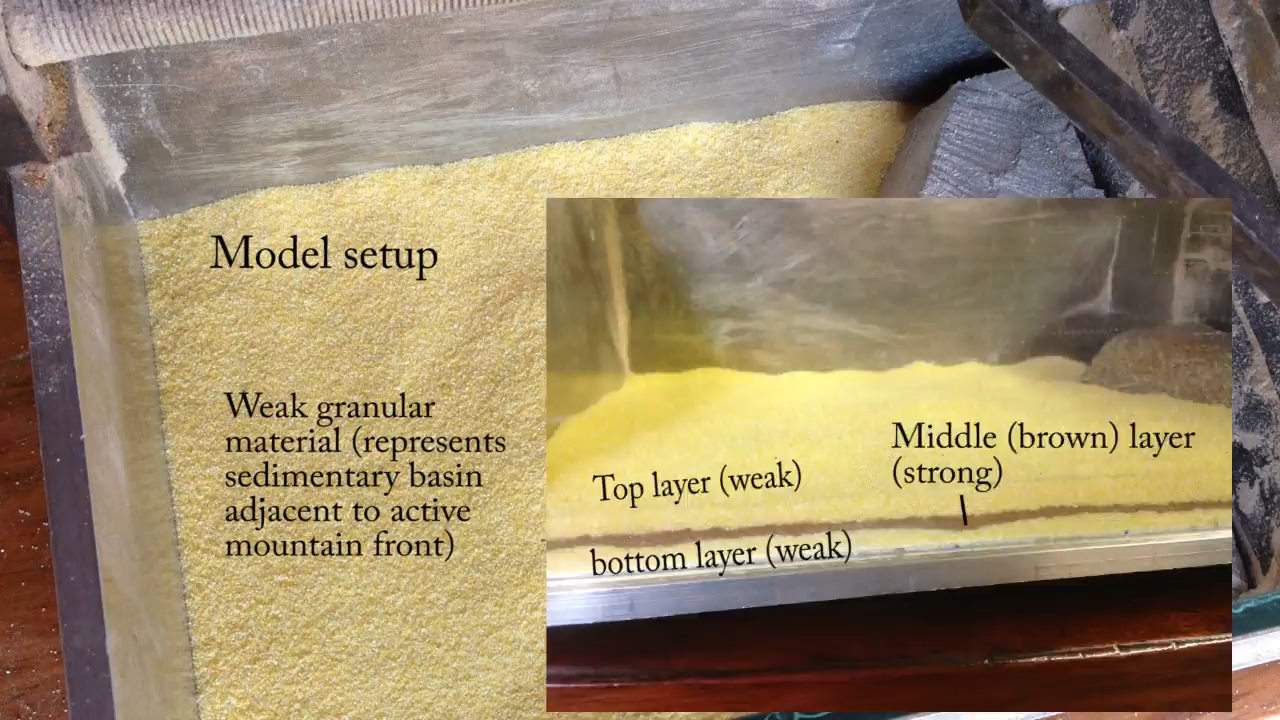 Model setup
Weak granular
material (represents
sedimentary basin
adjacent to active
mountain front)
Middle (brown) layer
(strong)
Top layer (weak)
bottom layer (weak)